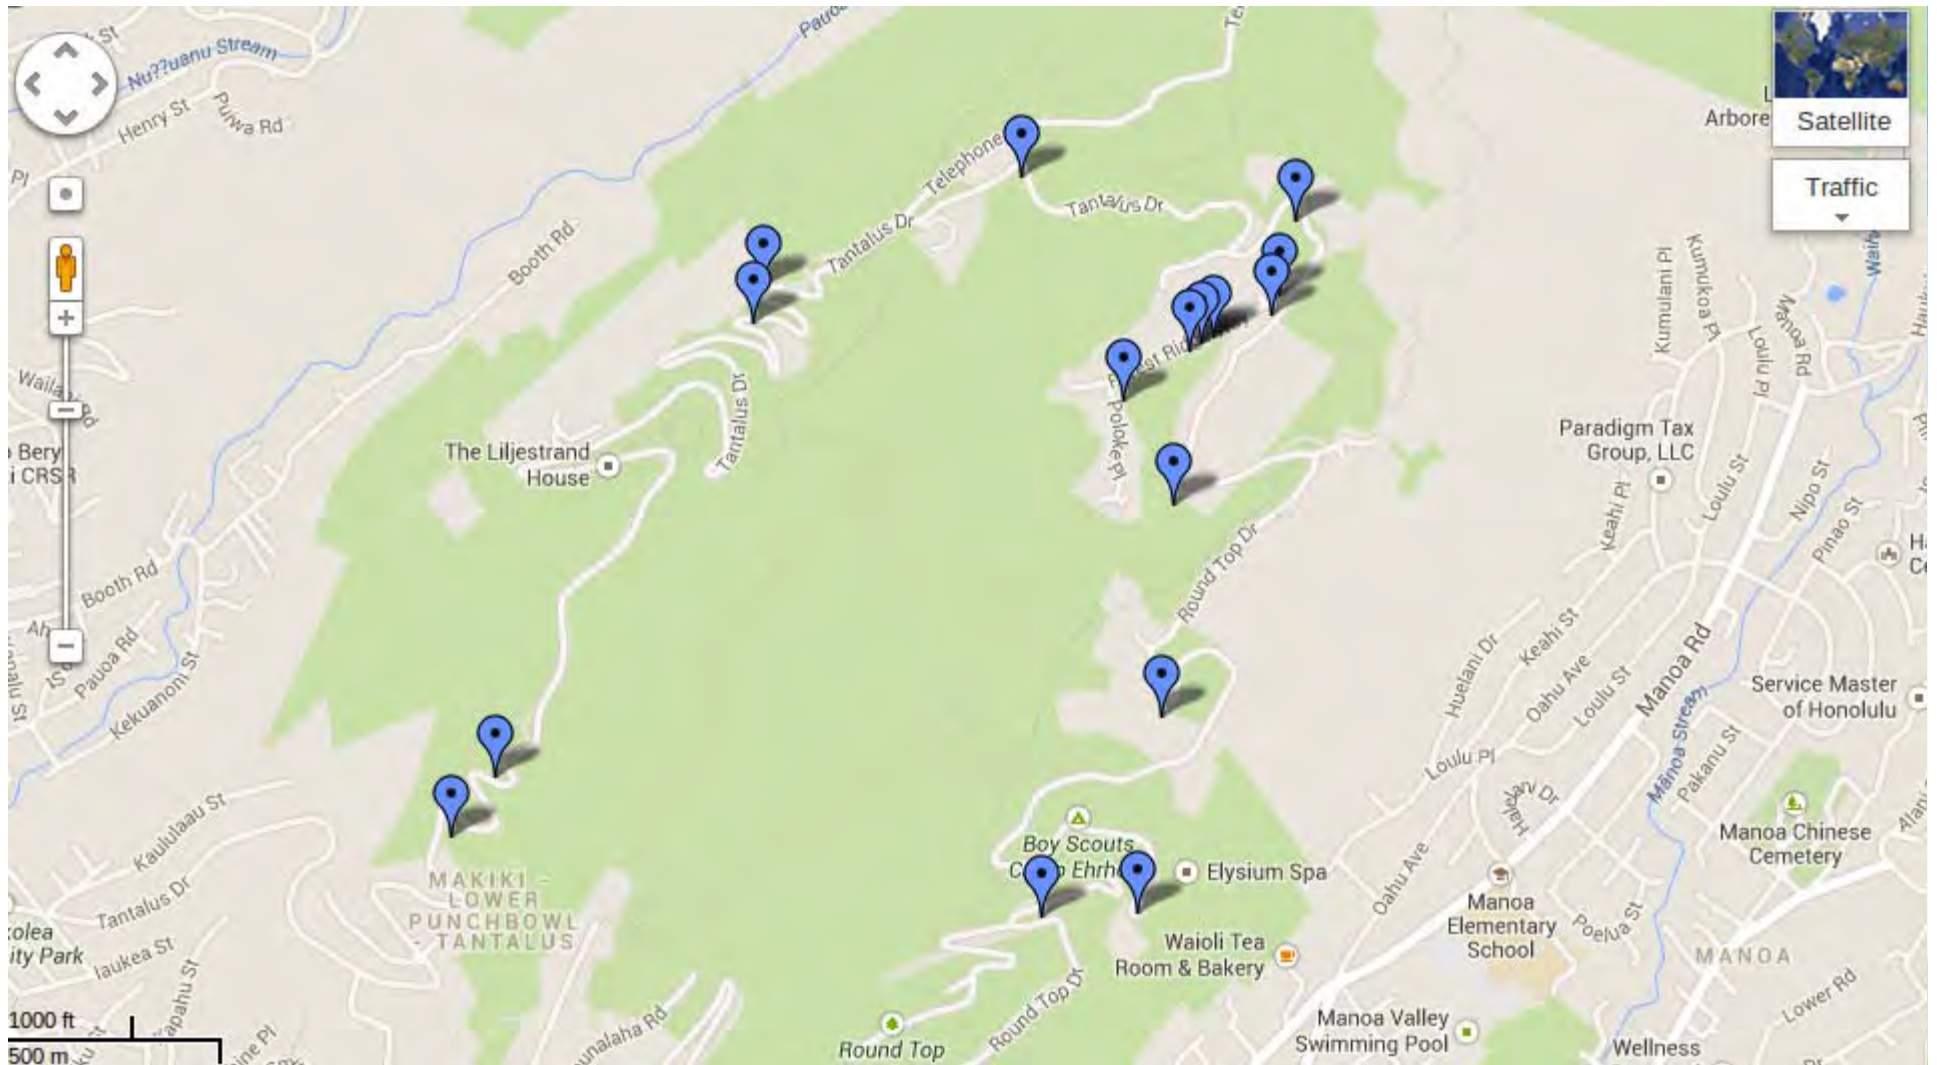 Nu??uanu Stream
Henry St
Puiwa Rd
Pl
Booth Rd
Telephone
Tantalus Dr
Tantalus Dr
Satellite
Traffic
Arbore
Kumulani Pl
Kumukoa Pl
Loulu Pl
Manoa Rd
Tantalus Dr
The Liljestrand
House
Poloke Pl
Paradigm Tax
Group, LLC
Keahi Pl
Loulu St
Nipo St
Pinao St
Bery
CRSR
Booth Rd
Pauoa Rd
Kekuanoni St
Round Top Dr
Huelani Dr
Keahi St
Oahu Ave
Loulu St
Manoa Rd
Service Master
of Honolulu
Manoa Stream
Pakanu St
Loulu Pl
Halelani Dr
Manoa Chinese
Cemetery
Kaululaau St
Tantalus Dr
Iaukea St
MAKIKI -
LOWER
PUNCHBOWL
- TANTALUS
Boy Scouts
Elysium Spa
Oahu Ave
Manoa
Elementary
School
Poelua St
MANOA
Waioli Tea
Room & Bakery
Lower Rd
ity Park
1000 ft
500 m
Round Top
Round Top Dr
Manoa Valley
Swimming Pool
Wellness